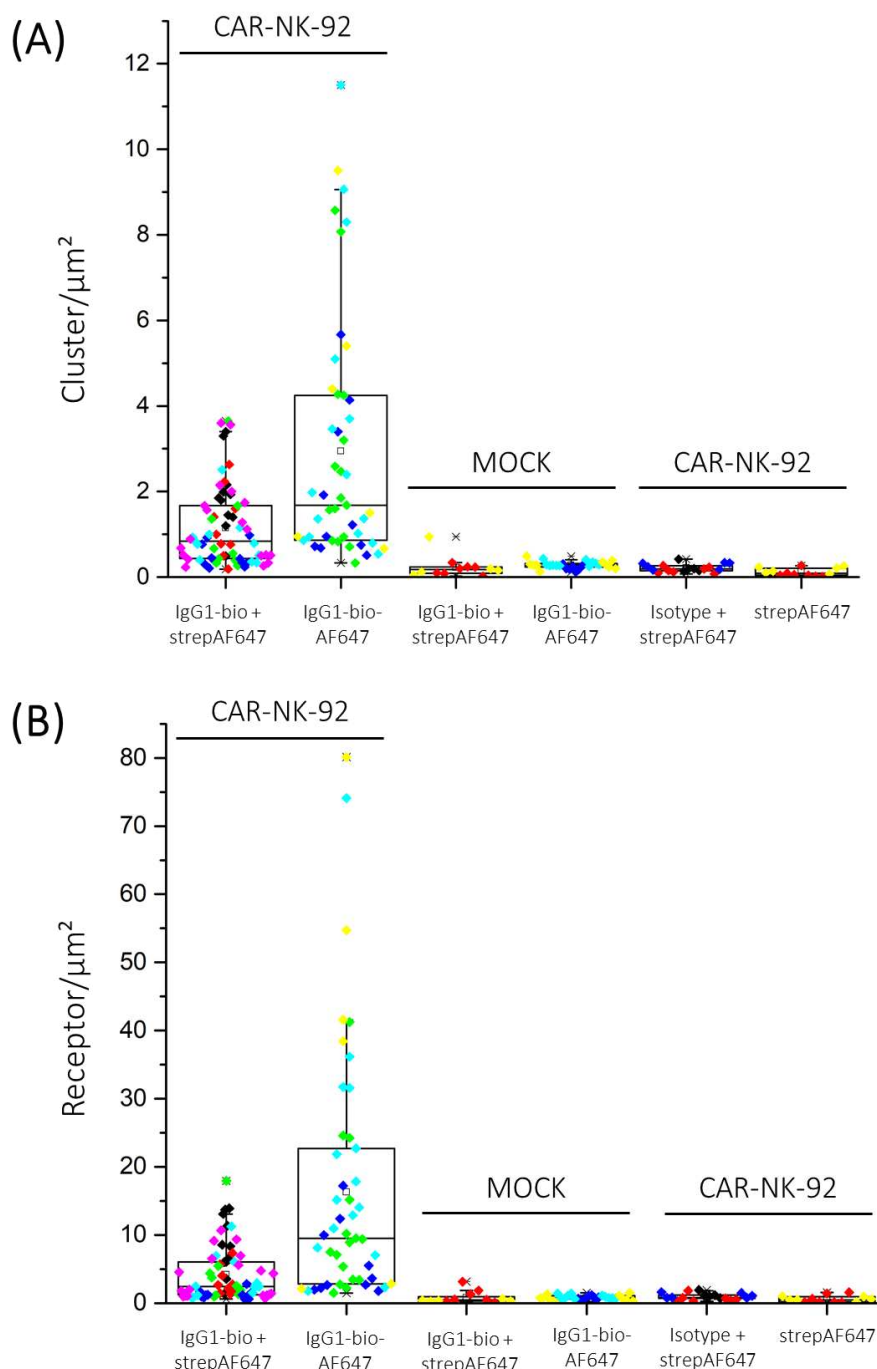 (A)
CAR-NK-92
12
10
8
6
4
2
0
Cluster/µm²
MOCK
CAR-NK-92
IgG1-bio +
strepAF647
IgG1-bio-
AF647
IgG1-bio +
strepAF647
IgG1-bio-
AF647
Isotype +
strepAF647
strepAF647
(B)
CAR-NK-92
80
70
60
50
40
30
20
10
0
Receptor/µm²
MOCK
CAR-NK-92
IgG1-bio +
strepAF647
IgG1-bio-
AF647
IgG1-bio +
strepAF647
IgG1-bio-
AF647
Isotype +
strepAF647
strepAF647